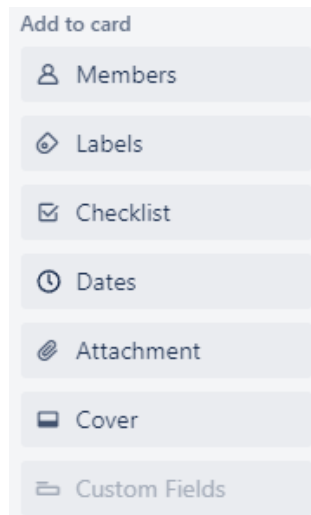 Add to card
Members
Labels
Checklist
Dates
Attachment
Cover
Custom Fields